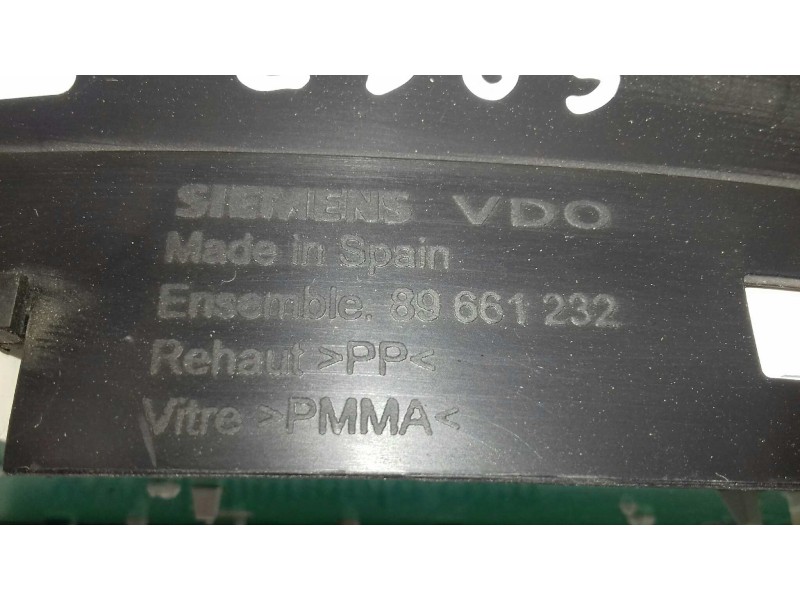 SIEMENS VDO
Made in Spain
Ensemble. 89 661 232
Rehaut >PP<
Vitre >PMMA<